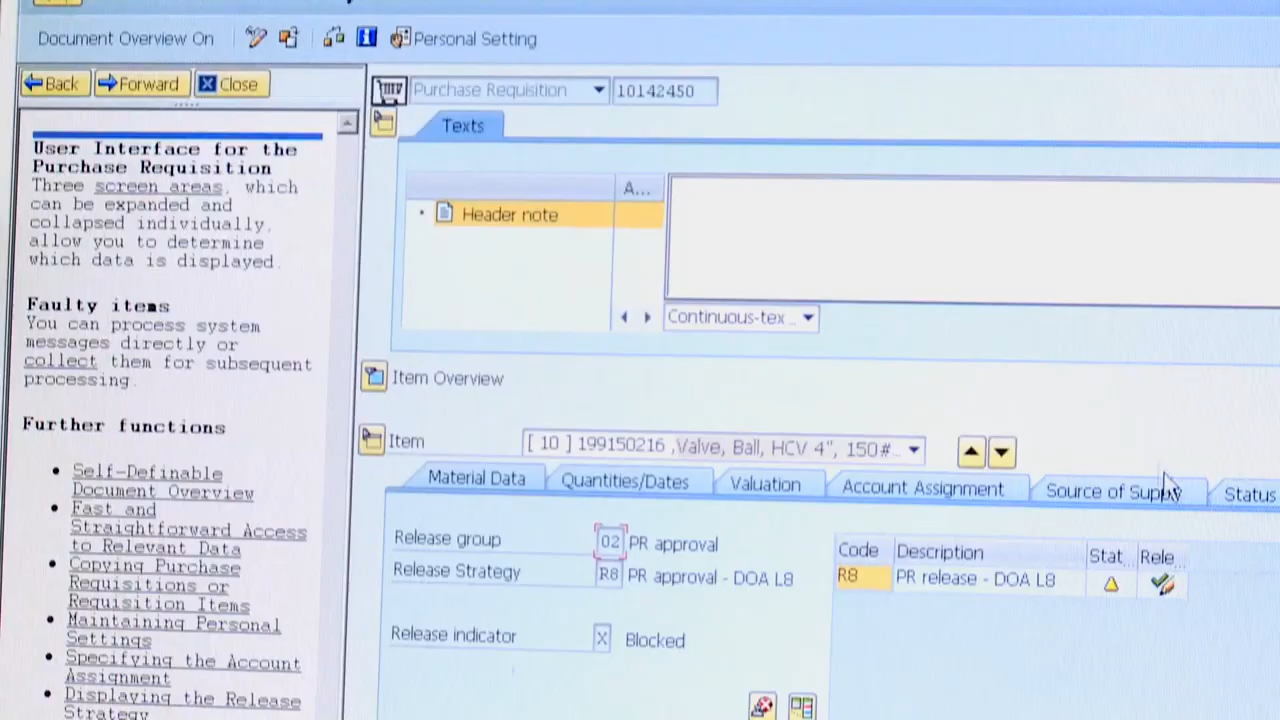 Document Overview On
Personal Setting
Back
Forward
Close
Purchase Requisition
10142450
Texts
User Interface for the
Purchase Requisition
Three screen areas, which
can be expanded and
collapsed individually,
allow you to determine
which data is displayed.
A...
Header note
Faulty items
You can process system
messages directly or
collect them for subsequent
processing.
Continuous-tex...
Item Overview
Further functions
Self-Definable
Document Overview
Fast and
Straightforward Access
to Relevant Data
Copying Purchase
Requisitions or
Requisition Items
Maintaining Personal
Settings
Specifying the Account
Assignment
Displaying the Release
Strategy
Item
[ 10 ] 199150216 ,Valve, Ball, HCV 4", 150#...
Material Data
Quantities/Dates
Valuation
Account Assignment
Source of Supply
Status
Release group
02
PR approval
Release Strategy
R8
PR approval - DOA L8
Release indicator
X
Blocked
Code
Description
Stat...
Rele...
R8
PR release - DOA L8